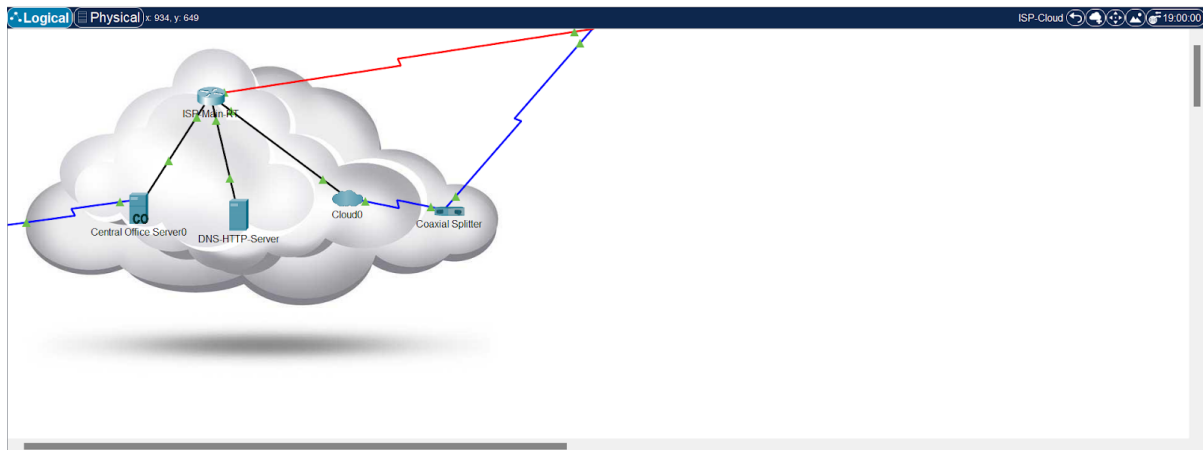 Logical Physical x: 934, y: 649 ISP-Cloud 19:00:00
ISP-Main-RT
Cloud0
Coaxial Splitter
CO
Central Office Server0
DNS-HTTP-Server